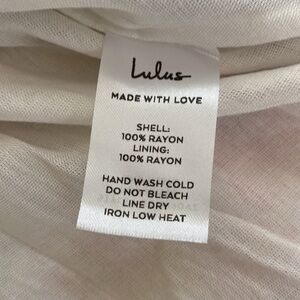 Lulus
MADE WITH LOVE
SHELL:
100% RAYON
LINING:
100% RAYON
HAND WASH COLD
DO NOT BLEACH
LINE DRY
IRON LOW HEAT